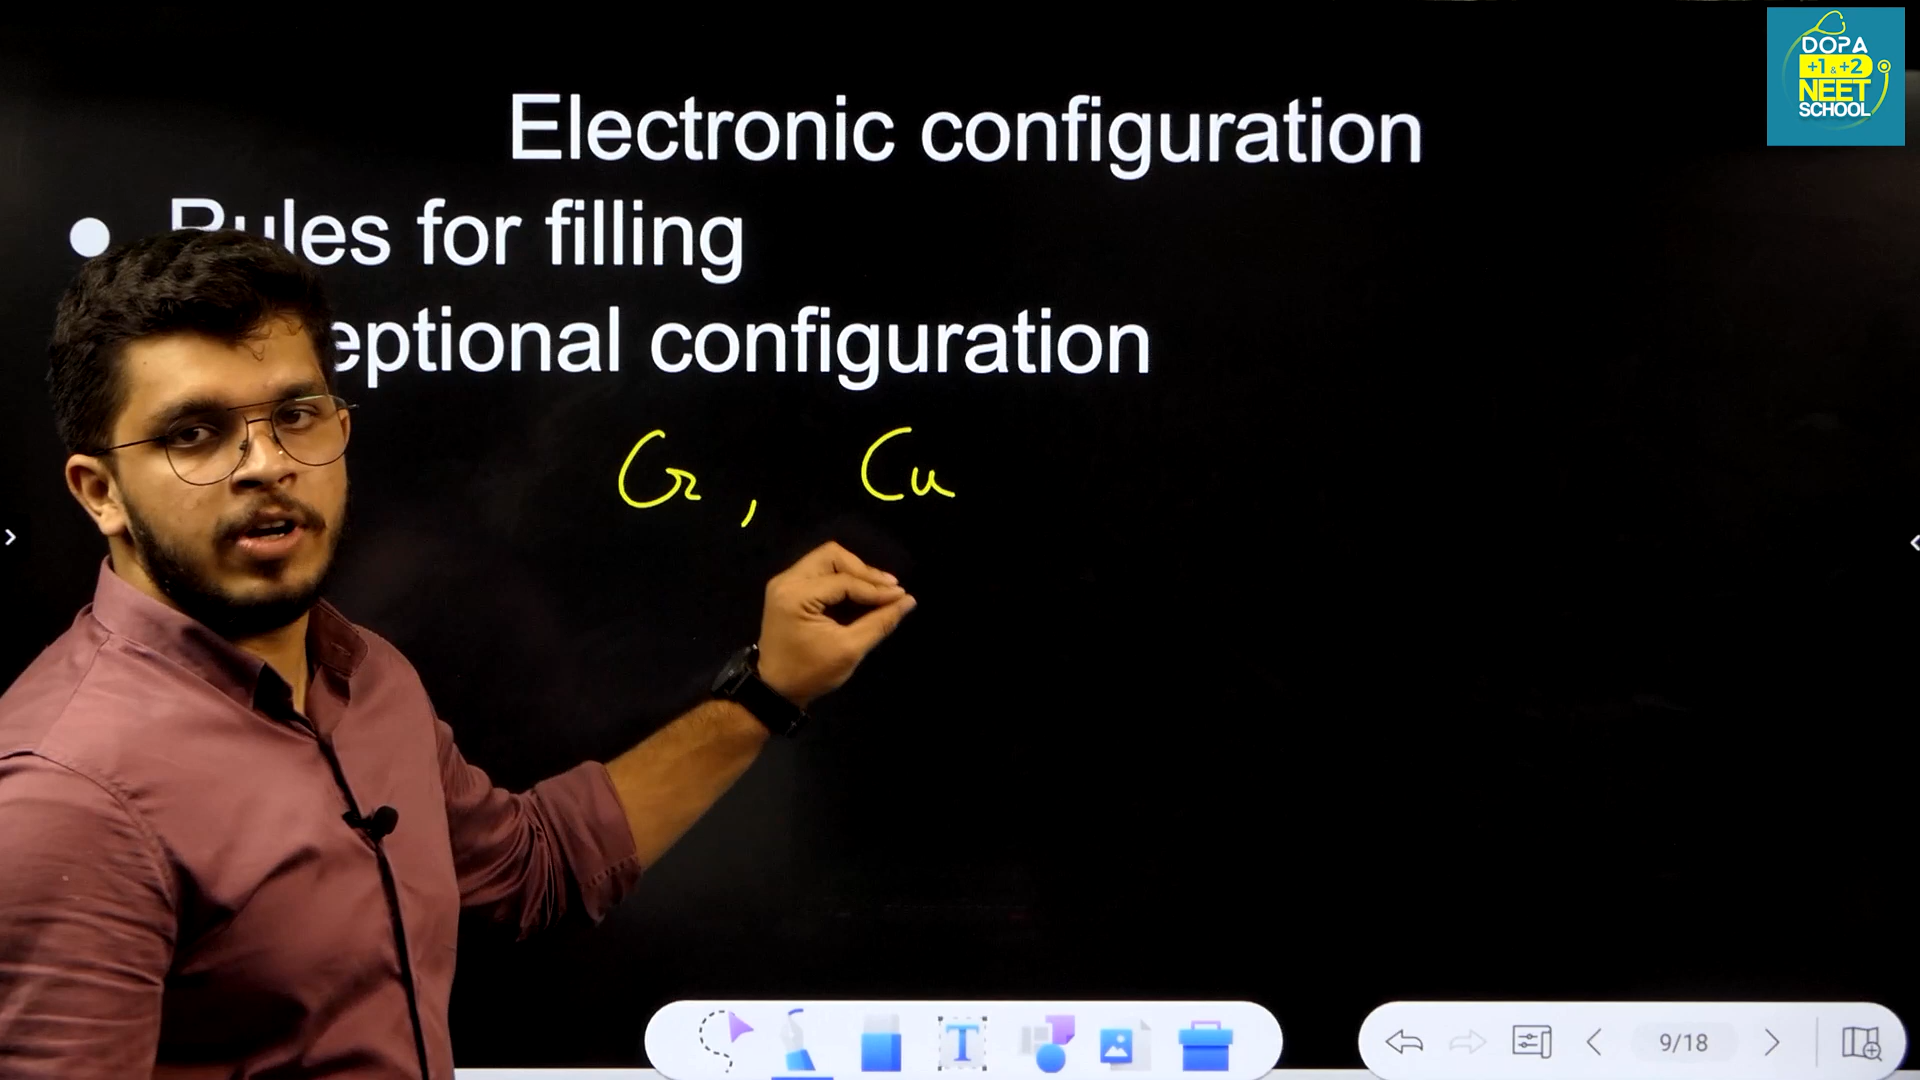 DOPA
+1 & +2
NEET
SCHOOL
Electronic configuration
● Rules for filling
eptional configuration
Cr, Cu
T
9/18